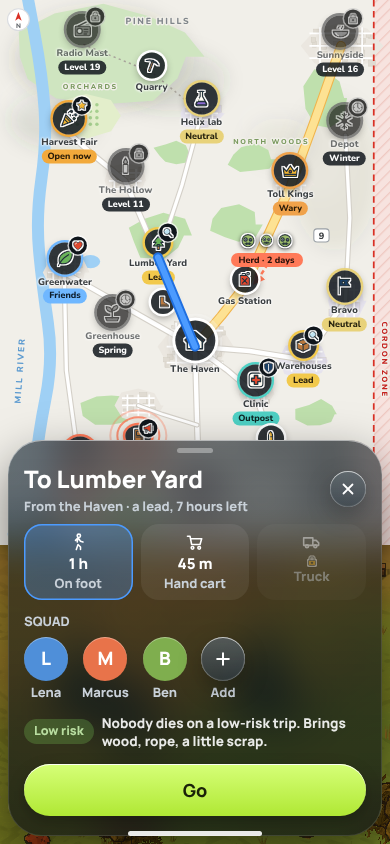 N
PINE HILLS
Radio Mast
Level 19
Quarry
Sunnyside
Level 16
ORCHARDS
Helix lab
Neutral
Harvest Fair
Open now
Depot
Winter
NORTH WOODS
The Hollow
Level 11
Toll Kings
Wary
9
Lumber Yard
Lead
Herd · 2 days
Greenwater
Friends
Gas Station
Bravo
Neutral
Greenhouse
Spring
MILL RIVER
CORDON ZONE
The Haven
Warehouses
Lead
Clinic
Outpost
To Lumber Yard
From the Haven · a lead, 7 hours left
1 h
On foot
45 m
Hand cart
Truck
SQUAD
L
M
B
Lena
Marcus
Ben
Add
Low risk
Nobody dies on a low-risk trip. Brings
wood, rope, a little scrap.
Go